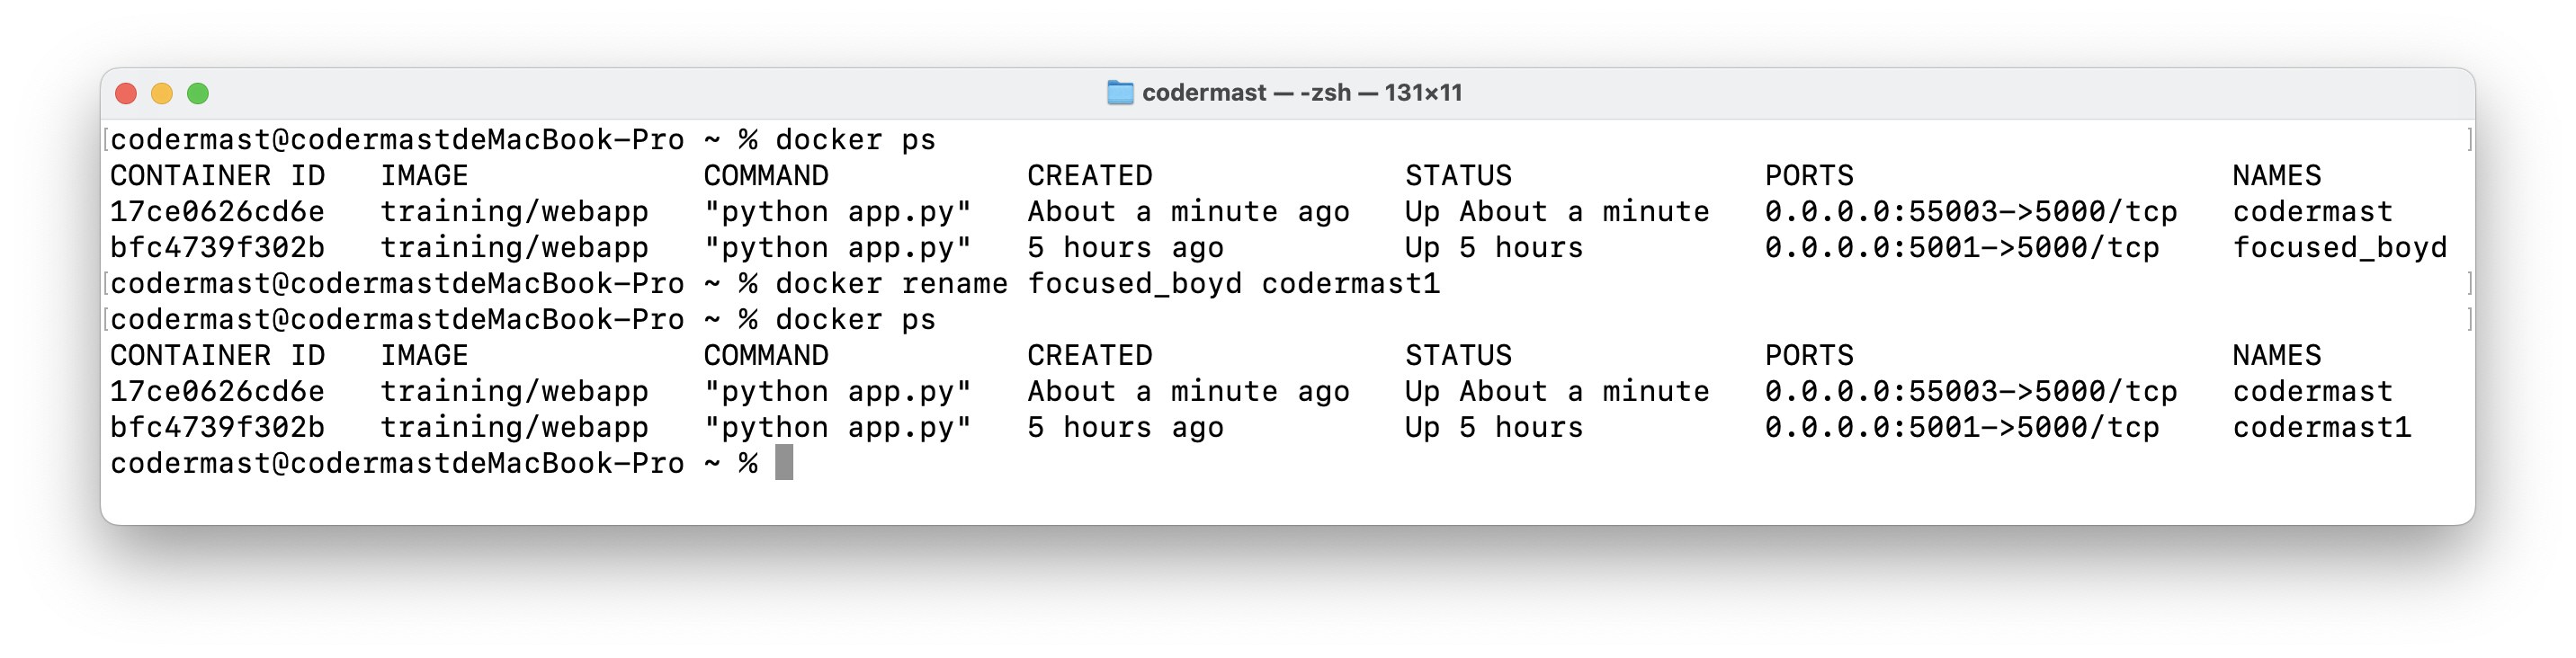 codermast — -zsh — 131×11
codermast@codermastdeMacBook-Pro ~ % docker ps
CONTAINER ID   IMAGE             COMMAND           CREATED              STATUS              PORTS                     NAMES
17ce0626cd6e   training/webapp   "python app.py"   About a minute ago   Up About a minute   0.0.0.0:55003->5000/tcp   codermast
bfc4739f302b   training/webapp   "python app.py"   5 hours ago          Up 5 hours          0.0.0.0:5001->5000/tcp    focused_boyd
codermast@codermastdeMacBook-Pro ~ % docker rename focused_boyd codermast1
codermast@codermastdeMacBook-Pro ~ % docker ps
CONTAINER ID   IMAGE             COMMAND           CREATED              STATUS              PORTS                     NAMES
17ce0626cd6e   training/webapp   "python app.py"   About a minute ago   Up About a minute   0.0.0.0:55003->5000/tcp   codermast
bfc4739f302b   training/webapp   "python app.py"   5 hours ago          Up 5 hours          0.0.0.0:5001->5000/tcp    codermast1
codermast@codermastdeMacBook-Pro ~ %